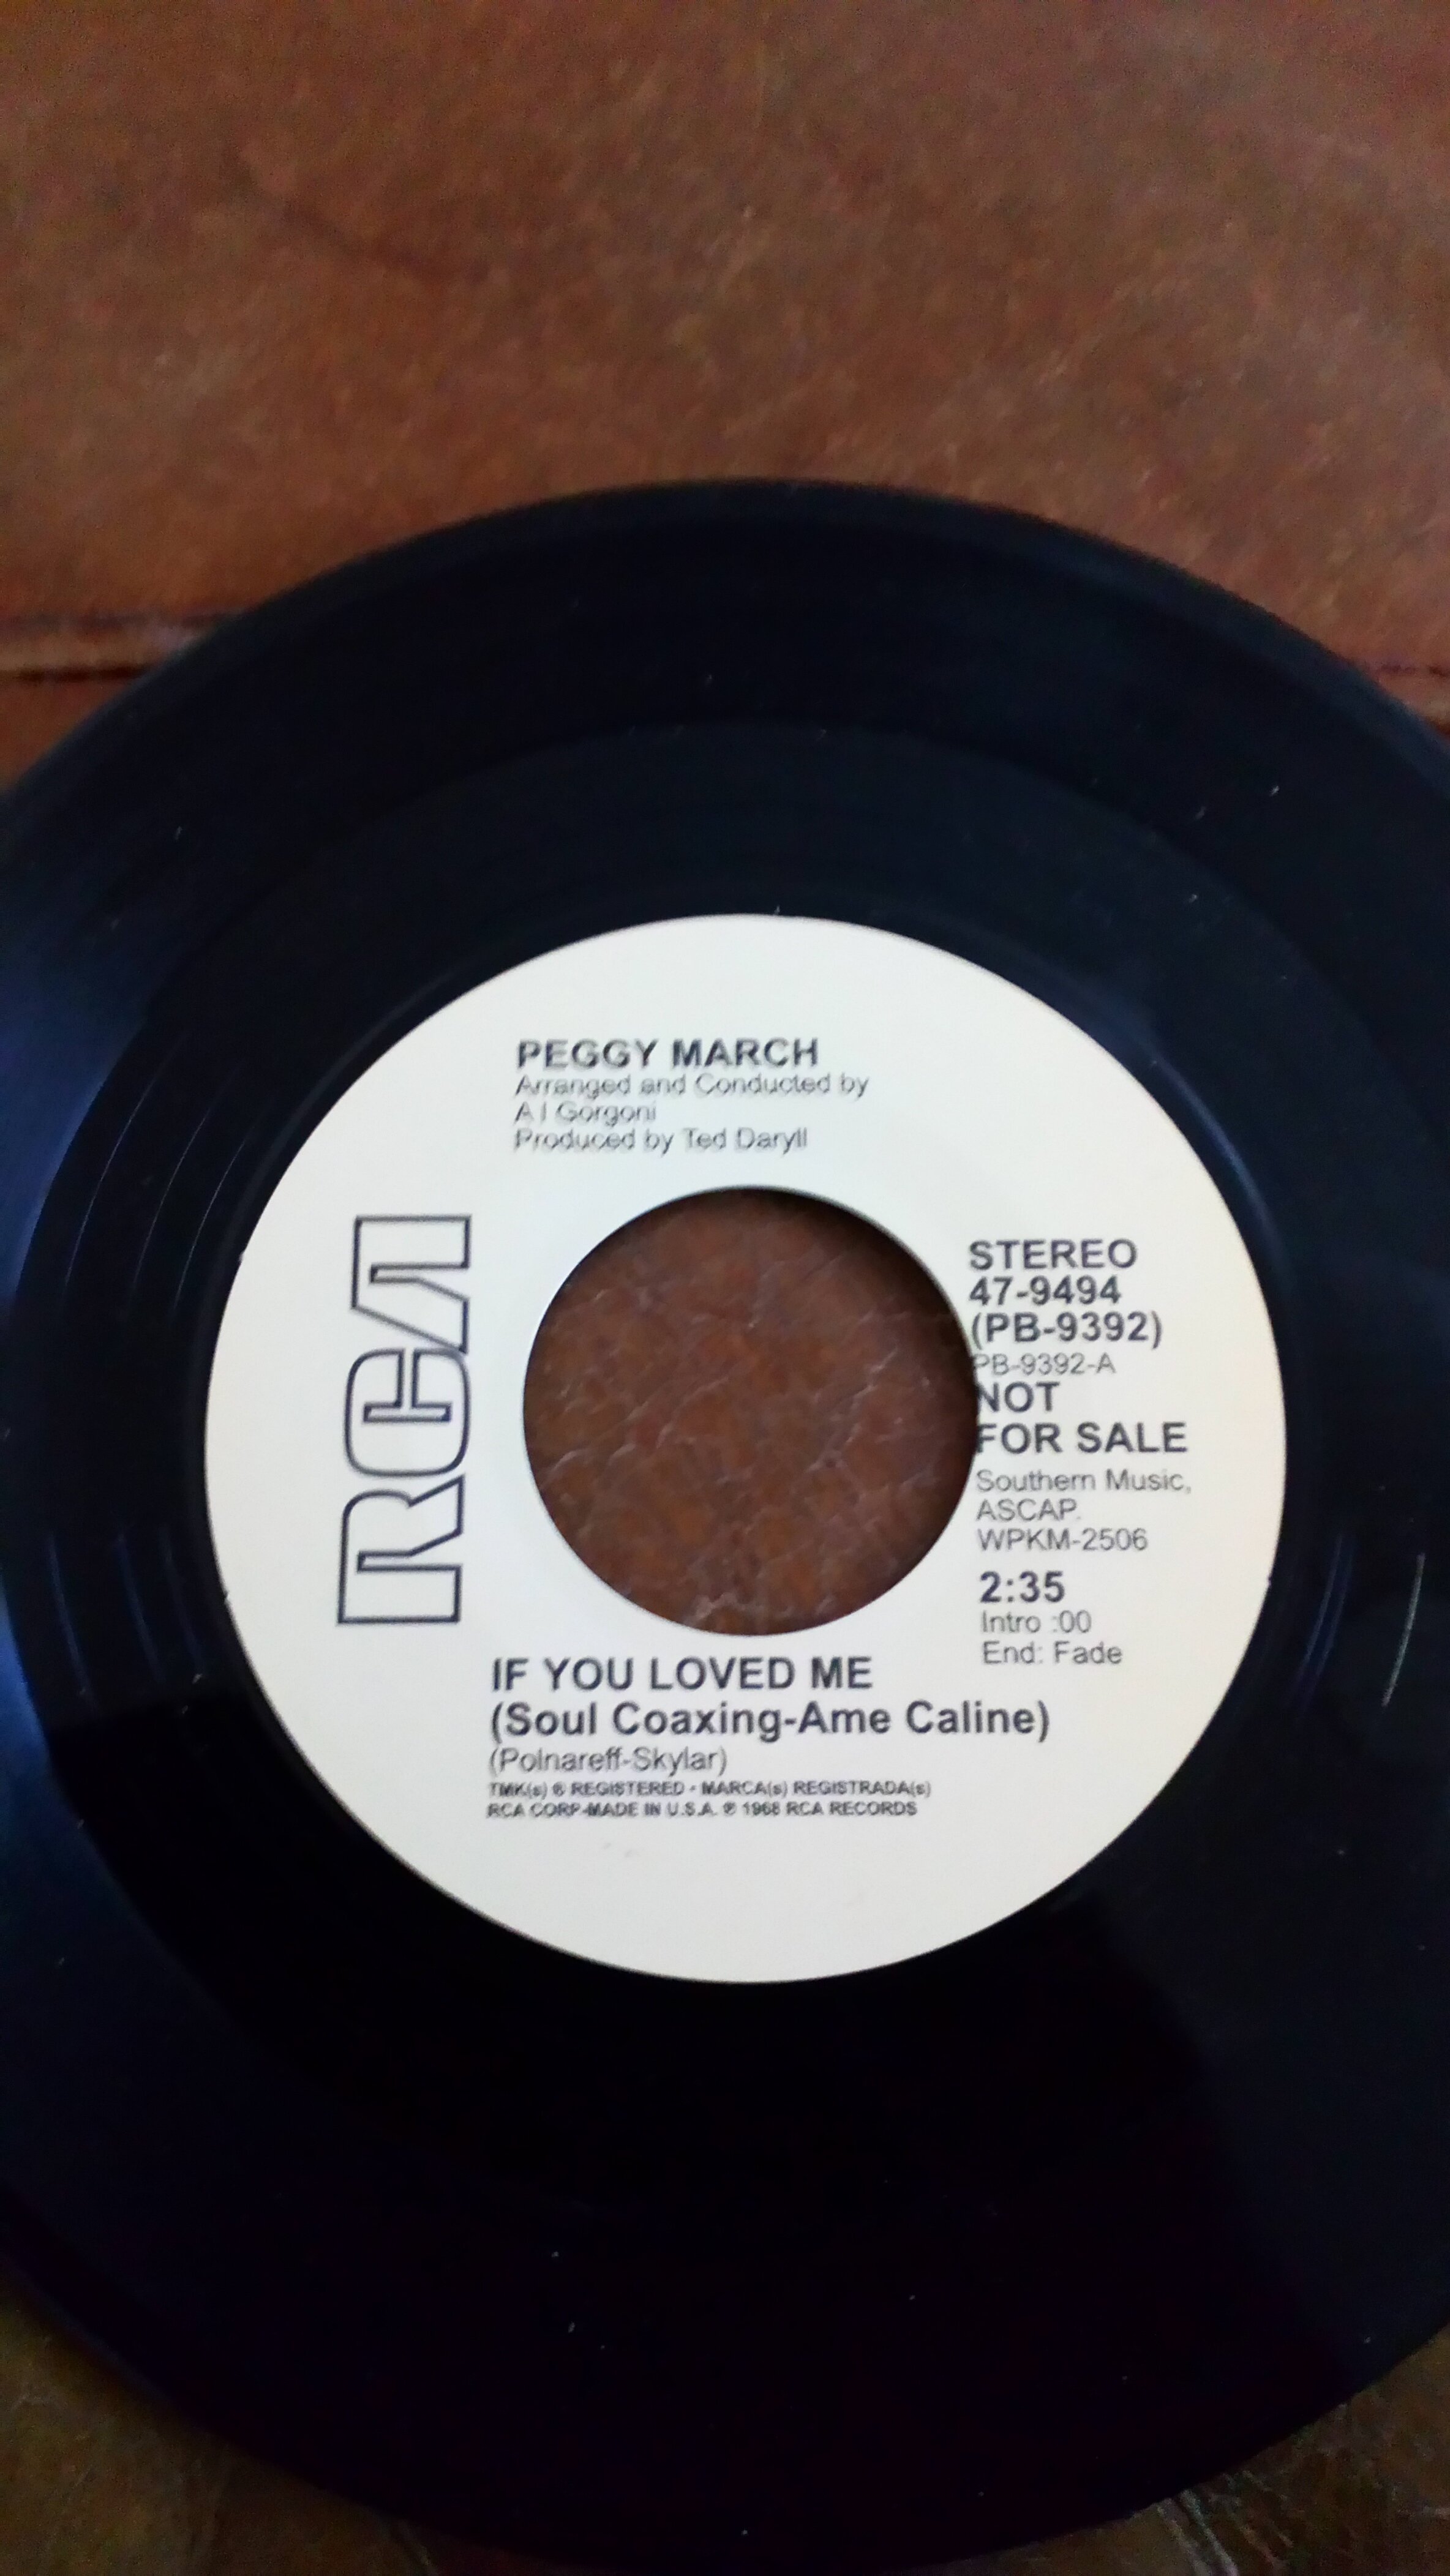 PEGGY MARCH
Arranged and Conducted by
A l Gorgoni
Produced by Ted Daryll
RCA
STEREO
47-9494
(PB-9392)
PB-9392-A
NOT
FOR SALE
Southern Music,
ASCAP.
WPKM-2506
2:35
Intro :00
End: Fade
IF YOU LOVED ME
(Soul Coaxing-Ame Caline)
(Polnareff-Skylar)
TMK(s) ® REGISTERED • MARCA(s) REGISTRADA(s)
RCA CORP-MADE IN U.S.A. ℗ 1968 RCA RECORDS